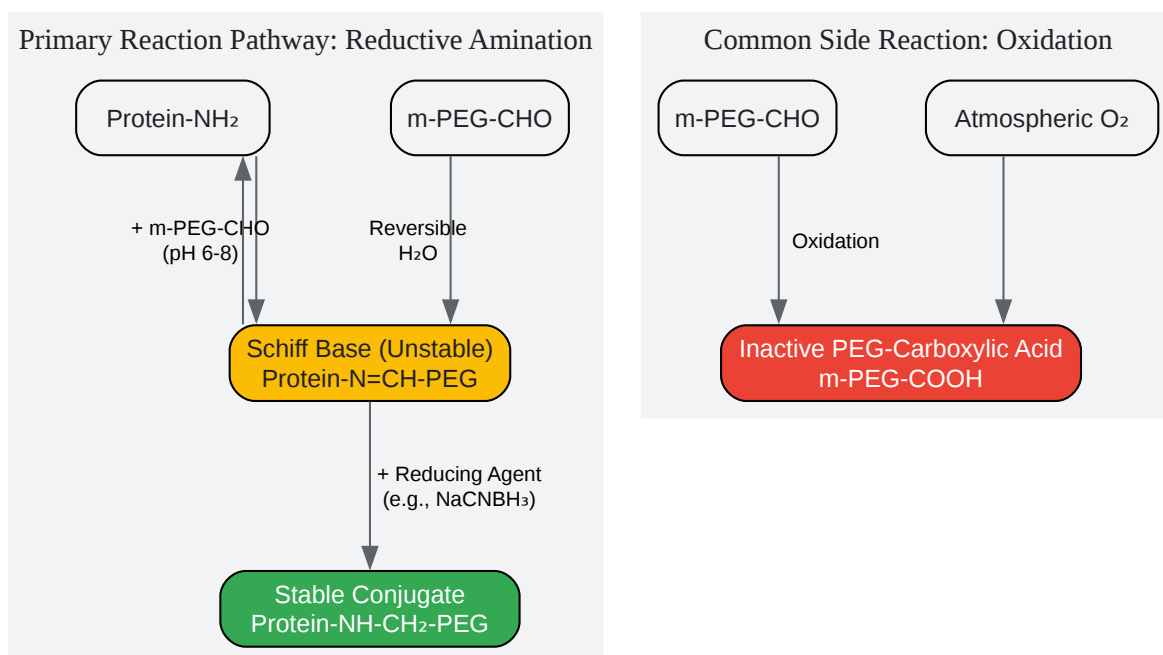 Primary Reaction Pathway: Reductive Amination
Protein-NH₂
m-PEG-CHO
+ m-PEG-CHO
(pH 6-8)
Reversible
H₂O
Schiff Base (Unstable)
Protein-N=CH-PEG
+ Reducing Agent
(e.g., NaCNBH₃)
Stable Conjugate
Protein-NH-CH₂-PEG
Common Side Reaction: Oxidation
m-PEG-CHO
Atmospheric O₂
Oxidation
Inactive PEG-Carboxylic Acid
m-PEG-COOH